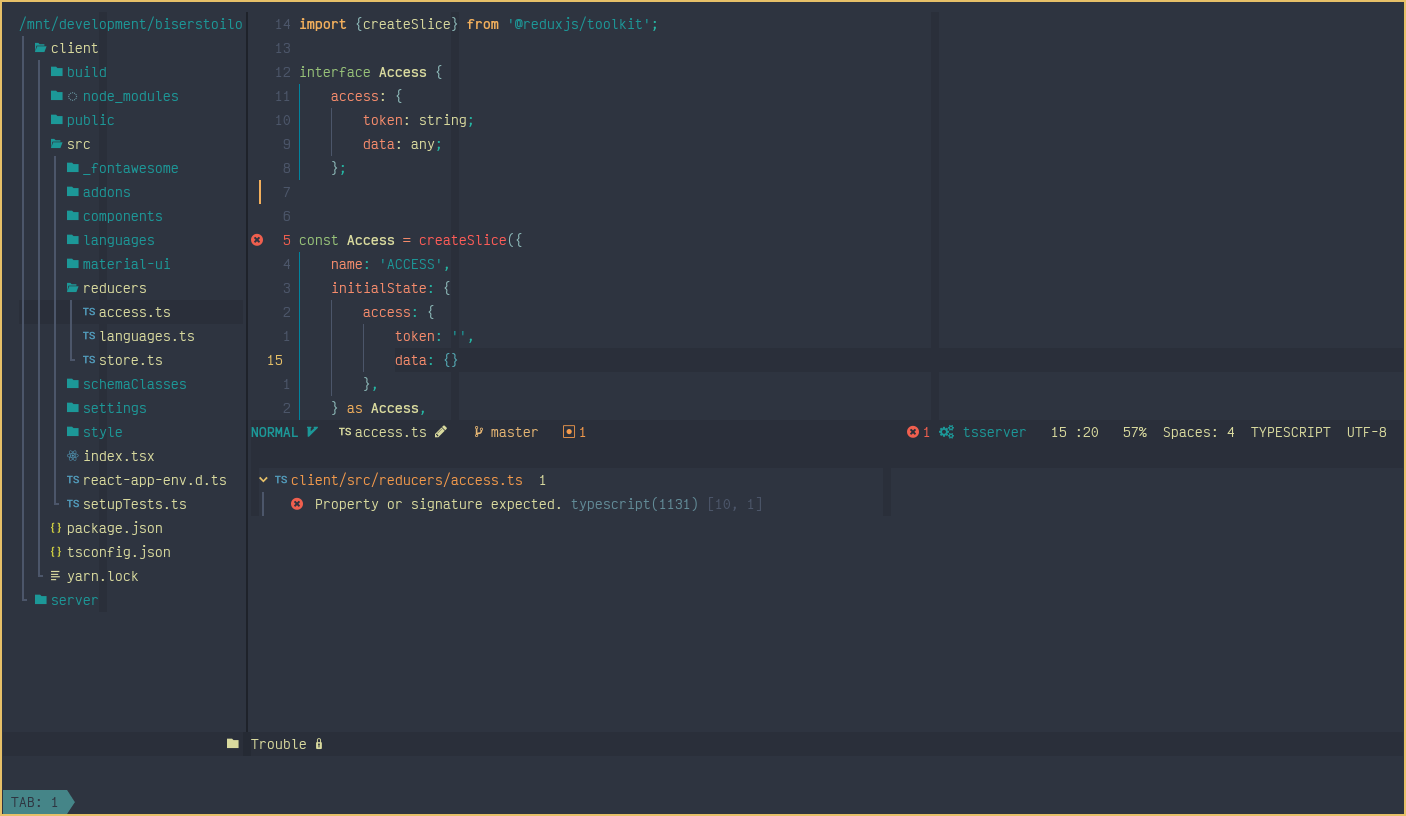 /mnt/development/biserstoilo
client
build
node_modules
public
src
_fontawesome
addons
components
languages
material-ui
reducers
TS access.ts
TS languages.ts
TS store.ts
schemaClasses
settings
style
index.tsx
TS react-app-env.d.ts
TS setupTests.ts
{} package.json
{} tsconfig.json
yarn.lock
server
14 import {createSlice} from '@reduxjs/toolkit';
13
12 interface Access {
11     access: {
10         token: string;
9         data: any;
8     };
7
6
5 const Access = createSlice({
4     name: 'ACCESS',
3     initialState: {
2         access: {
1             token: '',
15             data: {}
1         },
2     } as Access,
NORMAL TS access.ts master 1 1 tsserver 15 :20 57% Spaces: 4 TYPESCRIPT UTF-8
TS client/src/reducers/access.ts 1
Property or signature expected. typescript(1131) [10, 1]
Trouble
TAB: 1